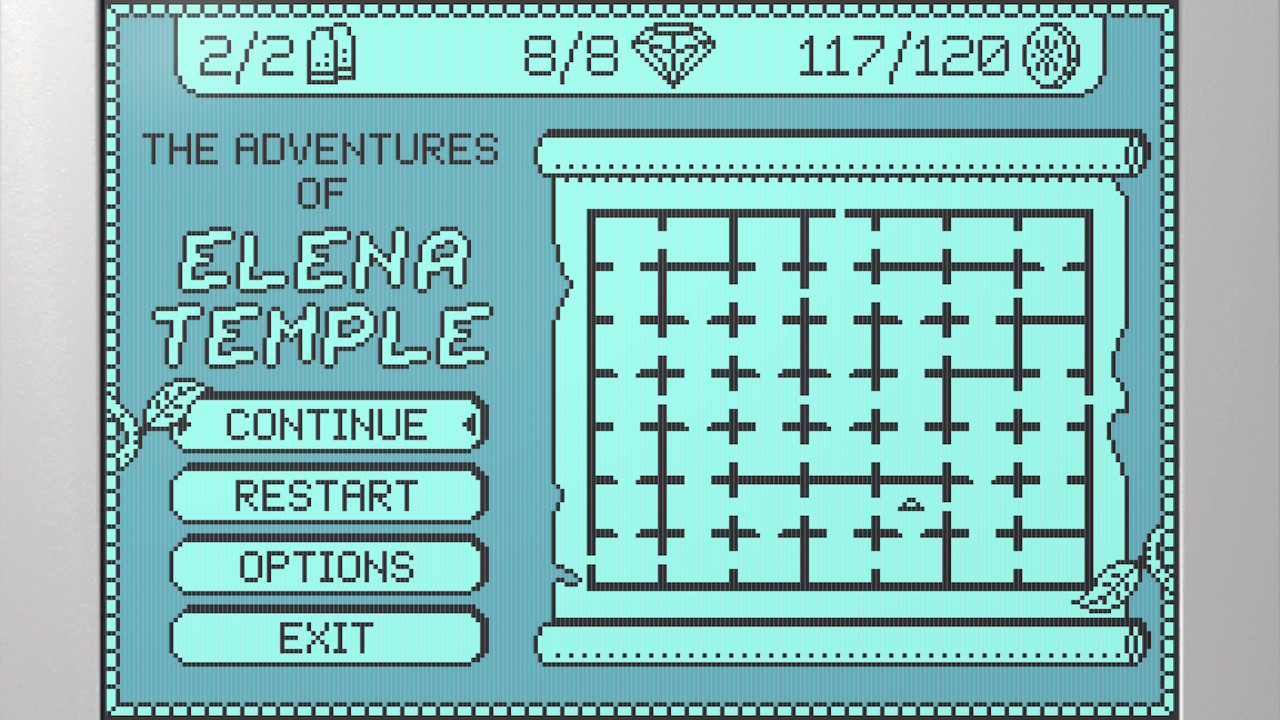 2/2
8/8
117/120
THE ADVENTURES
OF
ELENA
TEMPLE
CONTINUE
RESTART
OPTIONS
EXIT